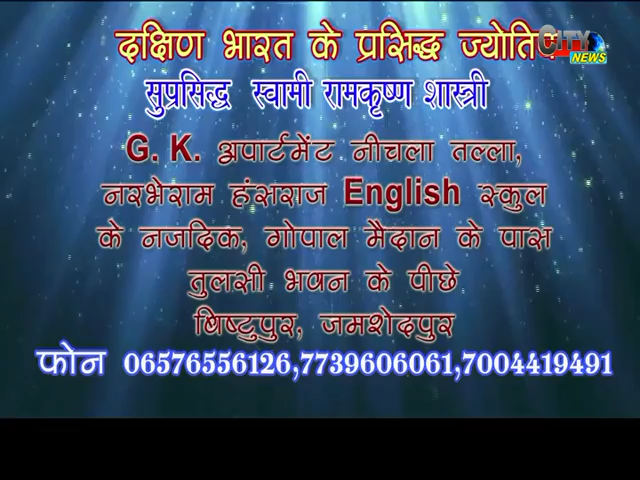 दक्षिण भारत के प्रसिद्ध
CITY
NEWS
सुप्रसिद्ध स्वामी रामकृष्ण शास्त्री
G. K. अपार्टमेंट नीचला तल्ला,
नरभेराम हंसराज English स्कुल
के नजदिक, गोपाल मैदान के पास
तुलसी भवन के पीछे
बिष्टुपुर, जमशेदपुर
फोन 06576556126,7739606061,7004419491